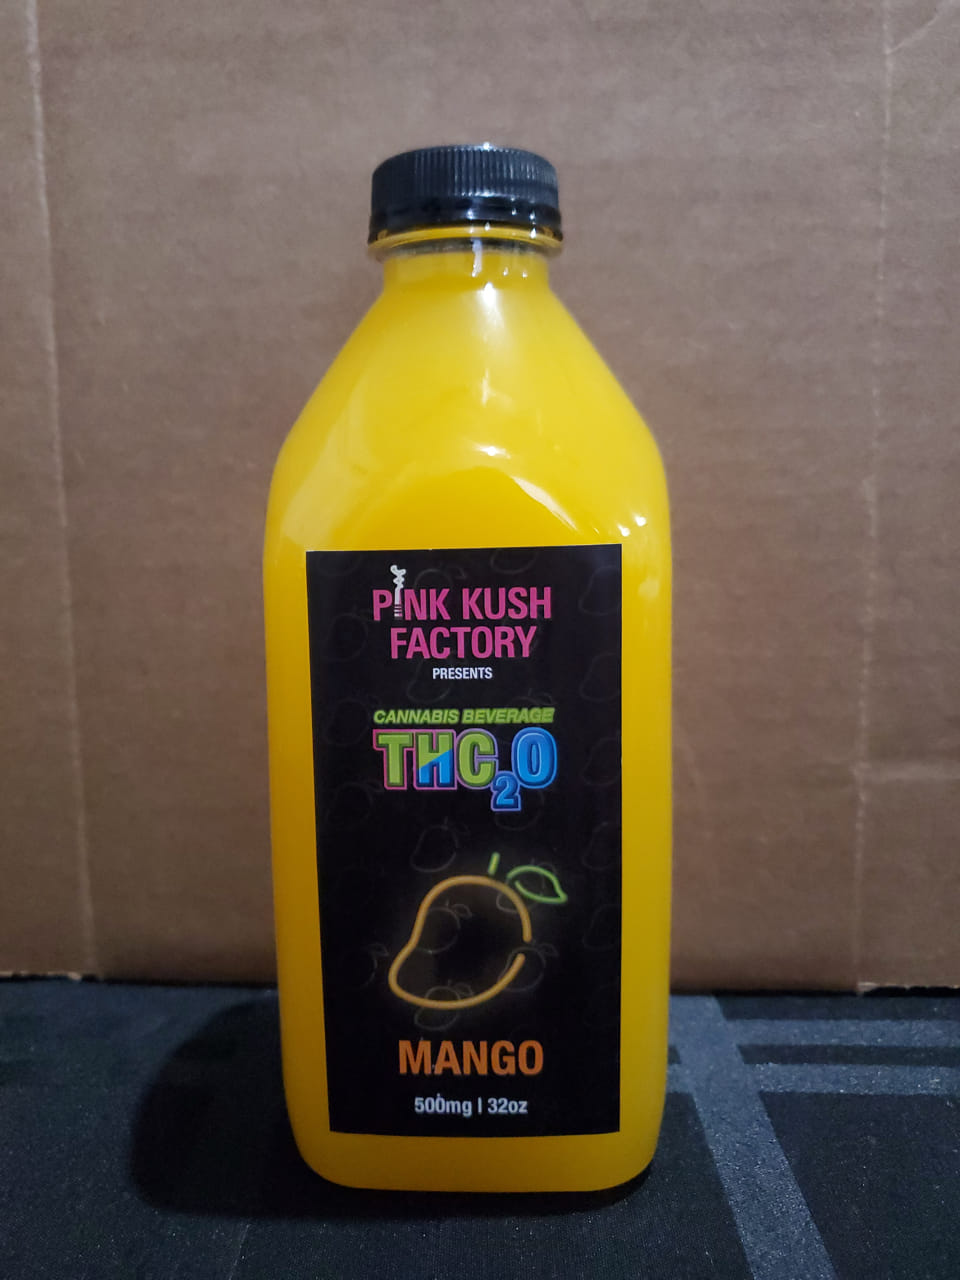 PINK KUSH
FACTORY
PRESENTS
CANNABIS BEVERAGE
THC2O
MANGO
500mg | 32oz